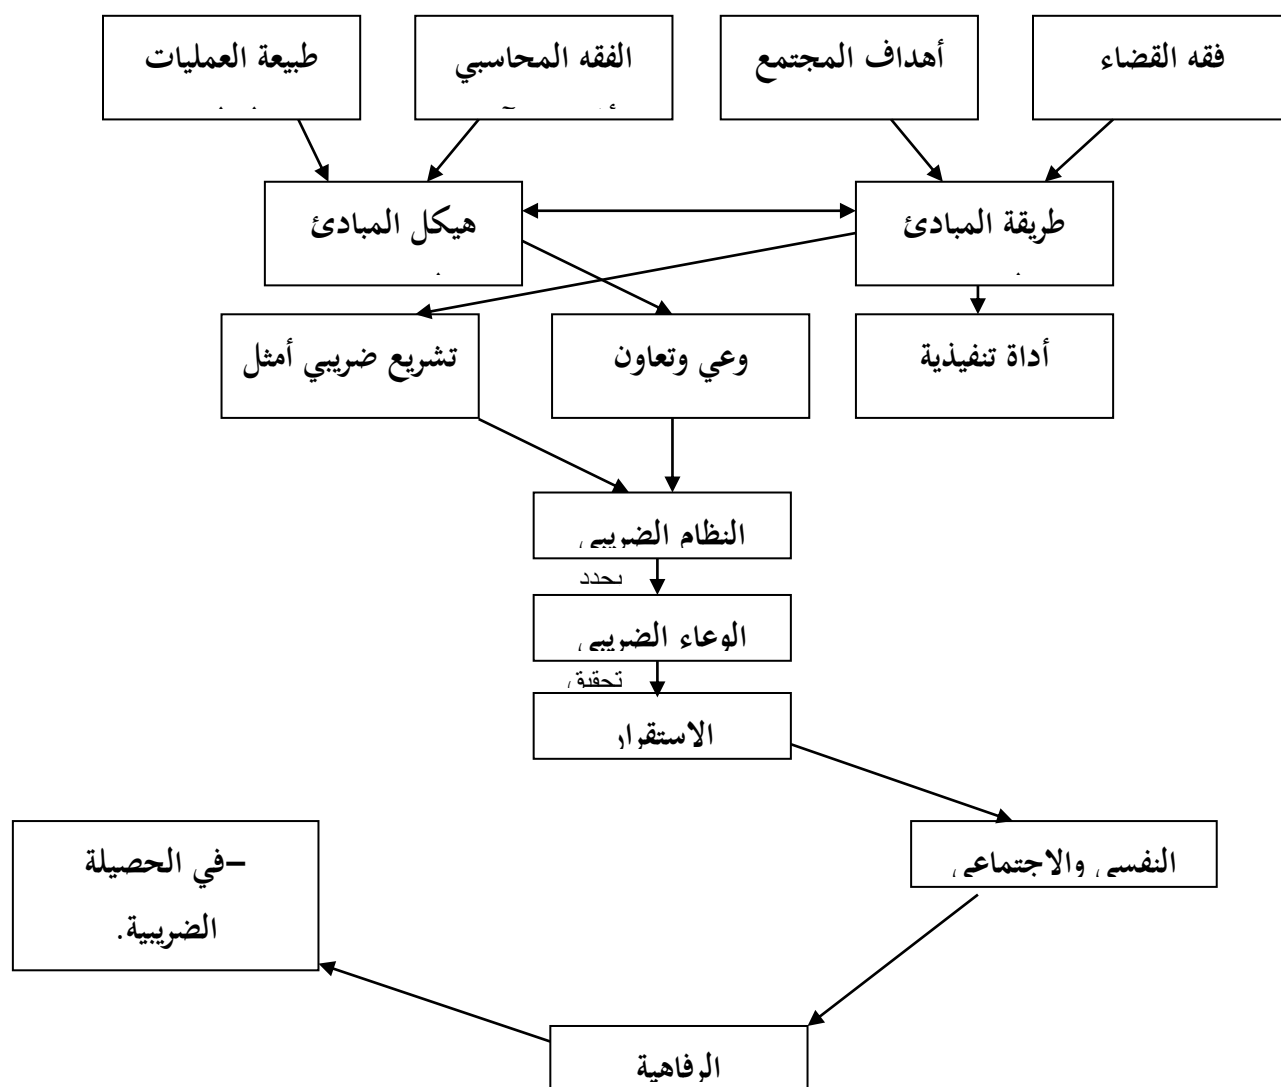 فقه القضاء
أهداف المجتمع
الفقه المحاسبي
طبيعة العمليات
طريقة المبادئ
هيكل المبادئ
أداة تنفيذية
وعي وتعاون
تشريع ضريبي أمثل
النظام الضريبي
يحدد
الوعاء الضريبي
تحقيق
الاستقرار
النفسي والاجتماعي
–في الحصيلة
الضريبية.
الرفاهية